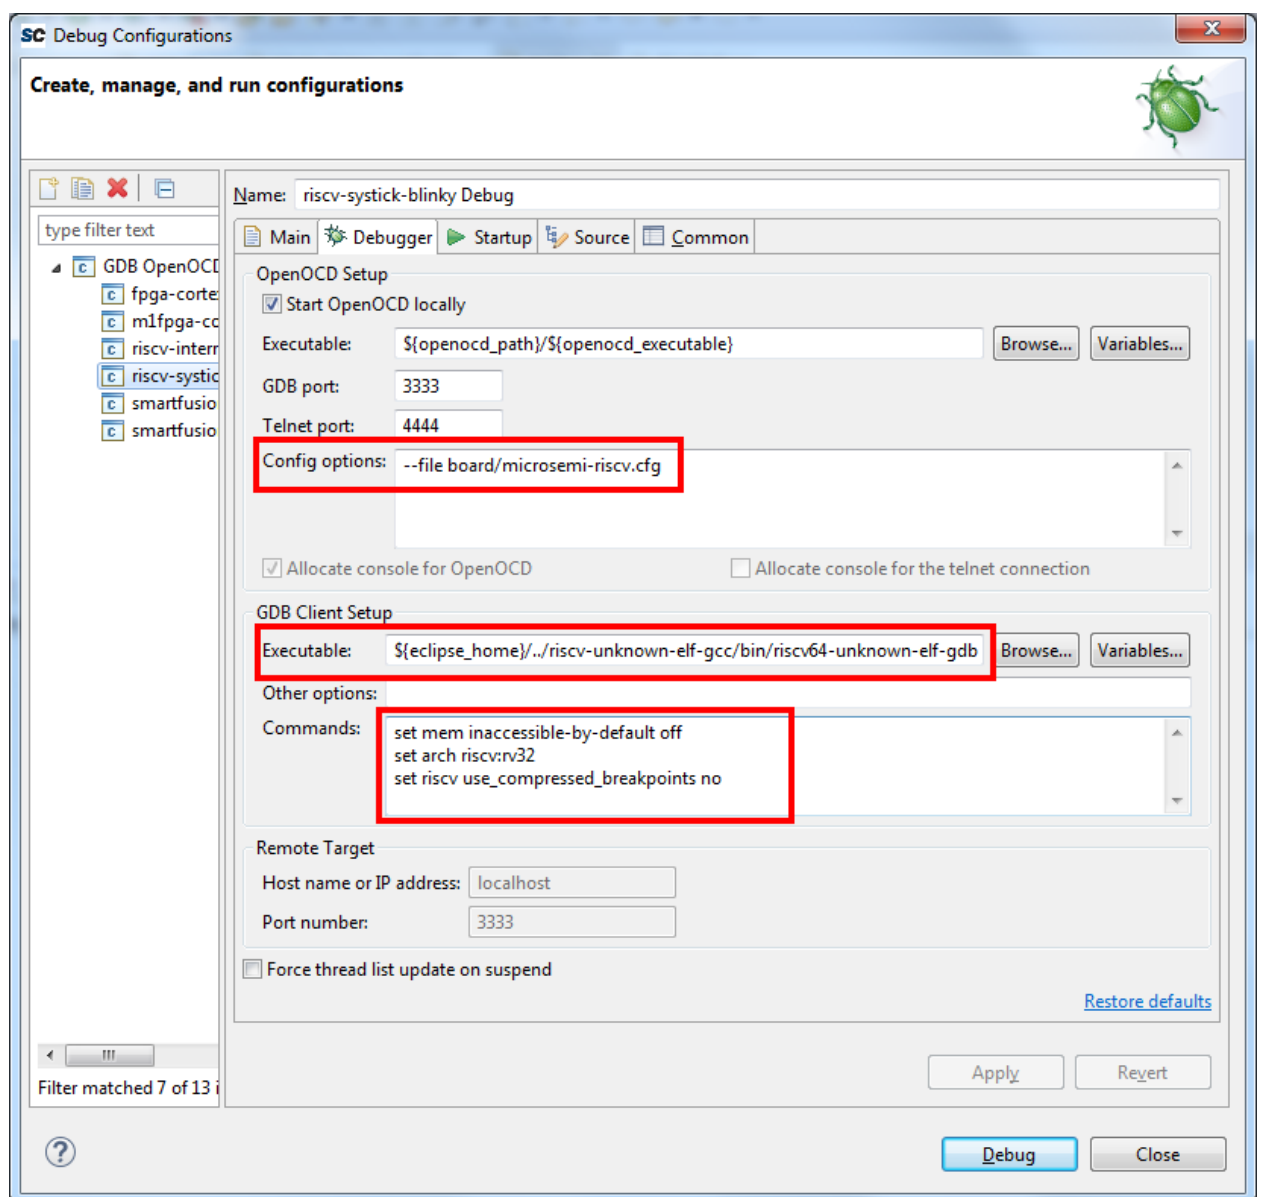 SC Debug Configurations
Create, manage, and run configurations
Name: riscv-systick-blinky Debug
type filter text
Main Debugger Startup Source Common
GDB OpenOCD
fpga-corte
m1fpga-co
riscv-interr
riscv-systic
smartfusio
smartfusio
Filter matched 7 of 13 i
OpenOCD Setup
Start OpenOCD locally
Executable: ${openocd_path}/${openocd_executable} Browse... Variables...
GDB port: 3333
Telnet port: 4444
Config options: --file board/microsemi-riscv.cfg
Allocate console for OpenOCD Allocate console for the telnet connection
GDB Client Setup
Executable: ${eclipse_home}/../riscv-unknown-elf-gcc/bin/riscv64-unknown-elf-gdb Browse... Variables...
Other options:
Commands: set mem inaccessible-by-default off
set arch riscv:rv32
set riscv use_compressed_breakpoints no
Remote Target
Host name or IP address: localhost
Port number: 3333
Force thread list update on suspend
Restore defaults
Apply Revert
? Debug Close